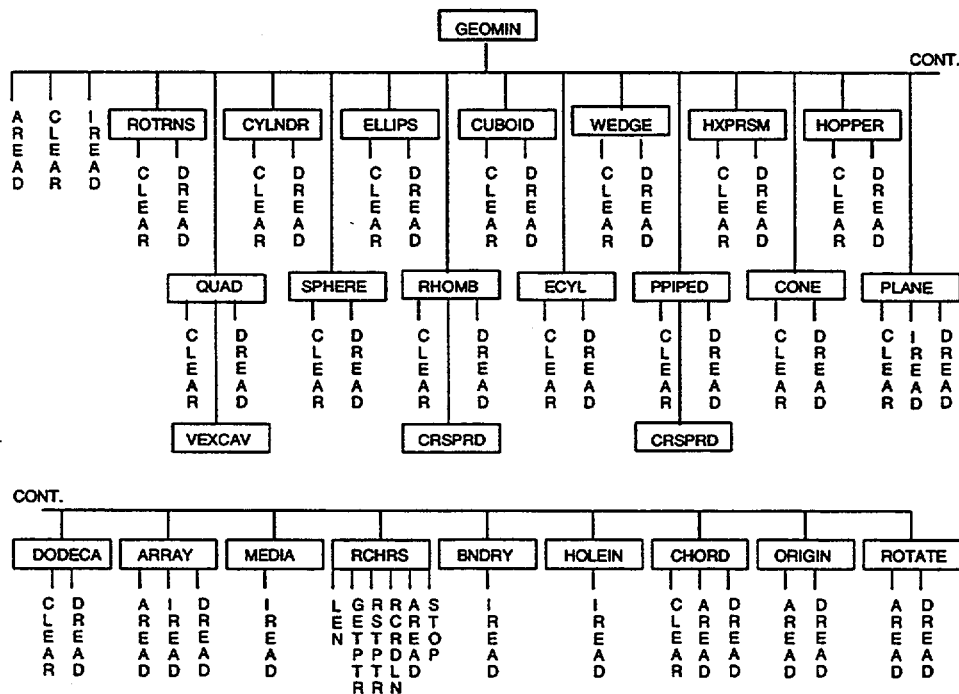 GEOMIN
CONT.
AREAD
CLEAR
IREAD
ROTRNS
CYLNDR
ELLIPS
CUBOID
WEDGE
HXPRSM
HOPPER
CLEAR
DREAD
CLEAR
DREAD
CLEAR
DREAD
CLEAR
DREAD
CLEAR
DREAD
CLEAR
DREAD
CLEAR
DREAD
QUAD
SPHERE
RHOMB
ECYL
PPIPED
CONE
PLANE
CLEAR
DREAD
CLEAR
DREAD
CLEAR
DREAD
CLEAR
DREAD
CLEAR
DREAD
CLEAR
DREAD
CLEAR
IREAD
DREAD
VEXCAV
CRSPRD
CRSPRD
CONT.
DODECA
ARRAY
MEDIA
RCHRS
BNDRY
HOLEIN
CHORD
ORIGIN
ROTATE
CLEAR
DREAD
AREAD
IREAD
DREAD
IREAD
LEN
GETPTR
RSTPTR
RCRDLN
AREAD
STOP
IREAD
IREAD
CLEAR
AREAD
DREAD
AREAD
DREAD
AREAD
DREAD